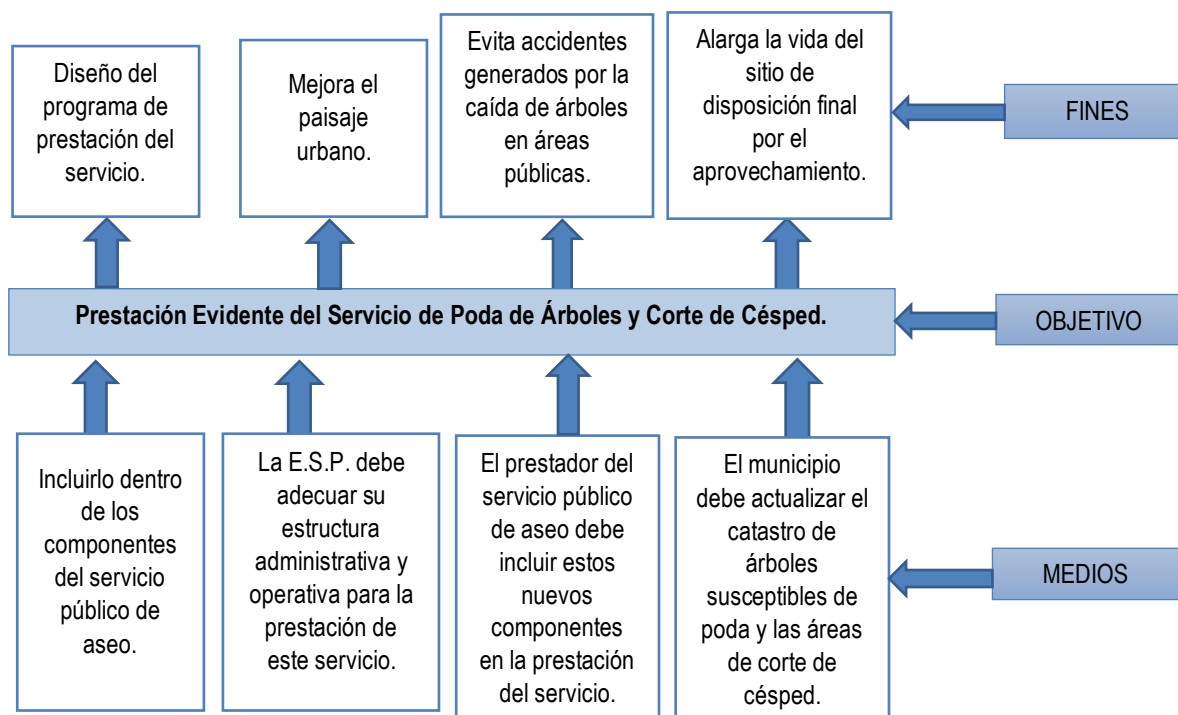 Diseño del
programa de
prestación del
servicio.
Mejora el
paisaje
urbano.
Evita accidentes
generados por la
caída de árboles
en áreas
públicas.
Alarga la vida del
sitio de
disposición final
por el
aprovechamiento.
FINES
Prestación Evidente del Servicio de Poda de Árboles y Corte de Césped.
OBJETIVO
Incluirlo dentro
de los
componentes
del servicio
público de
aseo.
La E.S.P. debe
adecuar su
estructura
administrativa y
operativa para la
prestación de
este servicio.
El prestador del
servicio público
de aseo debe
incluir estos
nuevos
componentes
en la prestación
del servicio.
El municipio
debe actualizar el
catastro de
árboles
susceptibles de
poda y las áreas
de corte de
césped.
MEDIOS